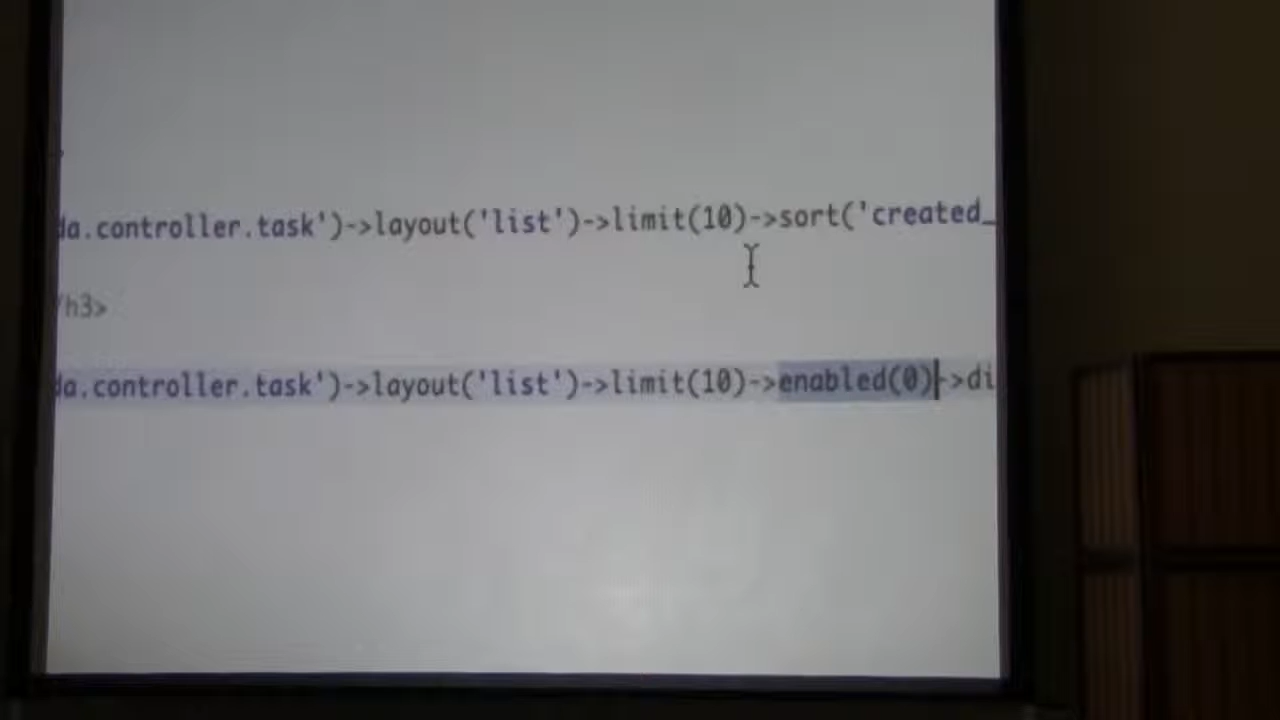 da.controller.task')->layout('list')->limit(10)->sort('created_
/h3>
da.controller.task')->layout('list')->limit(10)->enabled(0)->di